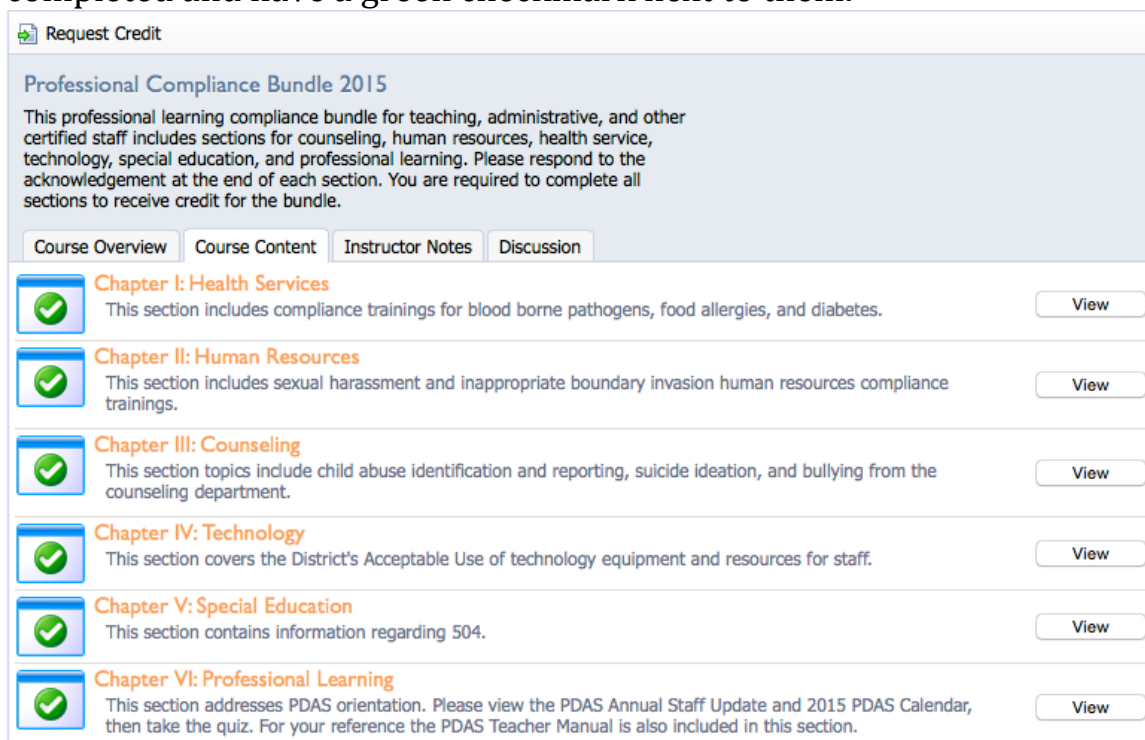 completed and have a green checkmark next to them.
Request Credit
Professional Compliance Bundle 2015
This professional learning compliance bundle for teaching, administrative, and other
certified staff includes sections for counseling, human resources, health service,
technology, special education, and professional learning. Please respond to the
acknowledgement at the end of each section. You are required to complete all
sections to receive credit for the bundle.
Course Overview Course Content Instructor Notes Discussion
Chapter I: Health Services
This section includes compliance trainings for blood borne pathogens, food allergies, and diabetes.
View
Chapter II: Human Resources
This section includes sexual harassment and inappropriate boundary invasion human resources compliance
trainings.
View
Chapter III: Counseling
This section topics include child abuse identification and reporting, suicide ideation, and bullying from the
counseling department.
View
Chapter IV: Technology
This section covers the District's Acceptable Use of technology equipment and resources for staff.
View
Chapter V: Special Education
This section contains information regarding 504.
View
Chapter VI: Professional Learning
This section addresses PDAS orientation. Please view the PDAS Annual Staff Update and 2015 PDAS Calendar,
then take the quiz. For your reference the PDAS Teacher Manual is also included in this section.
View